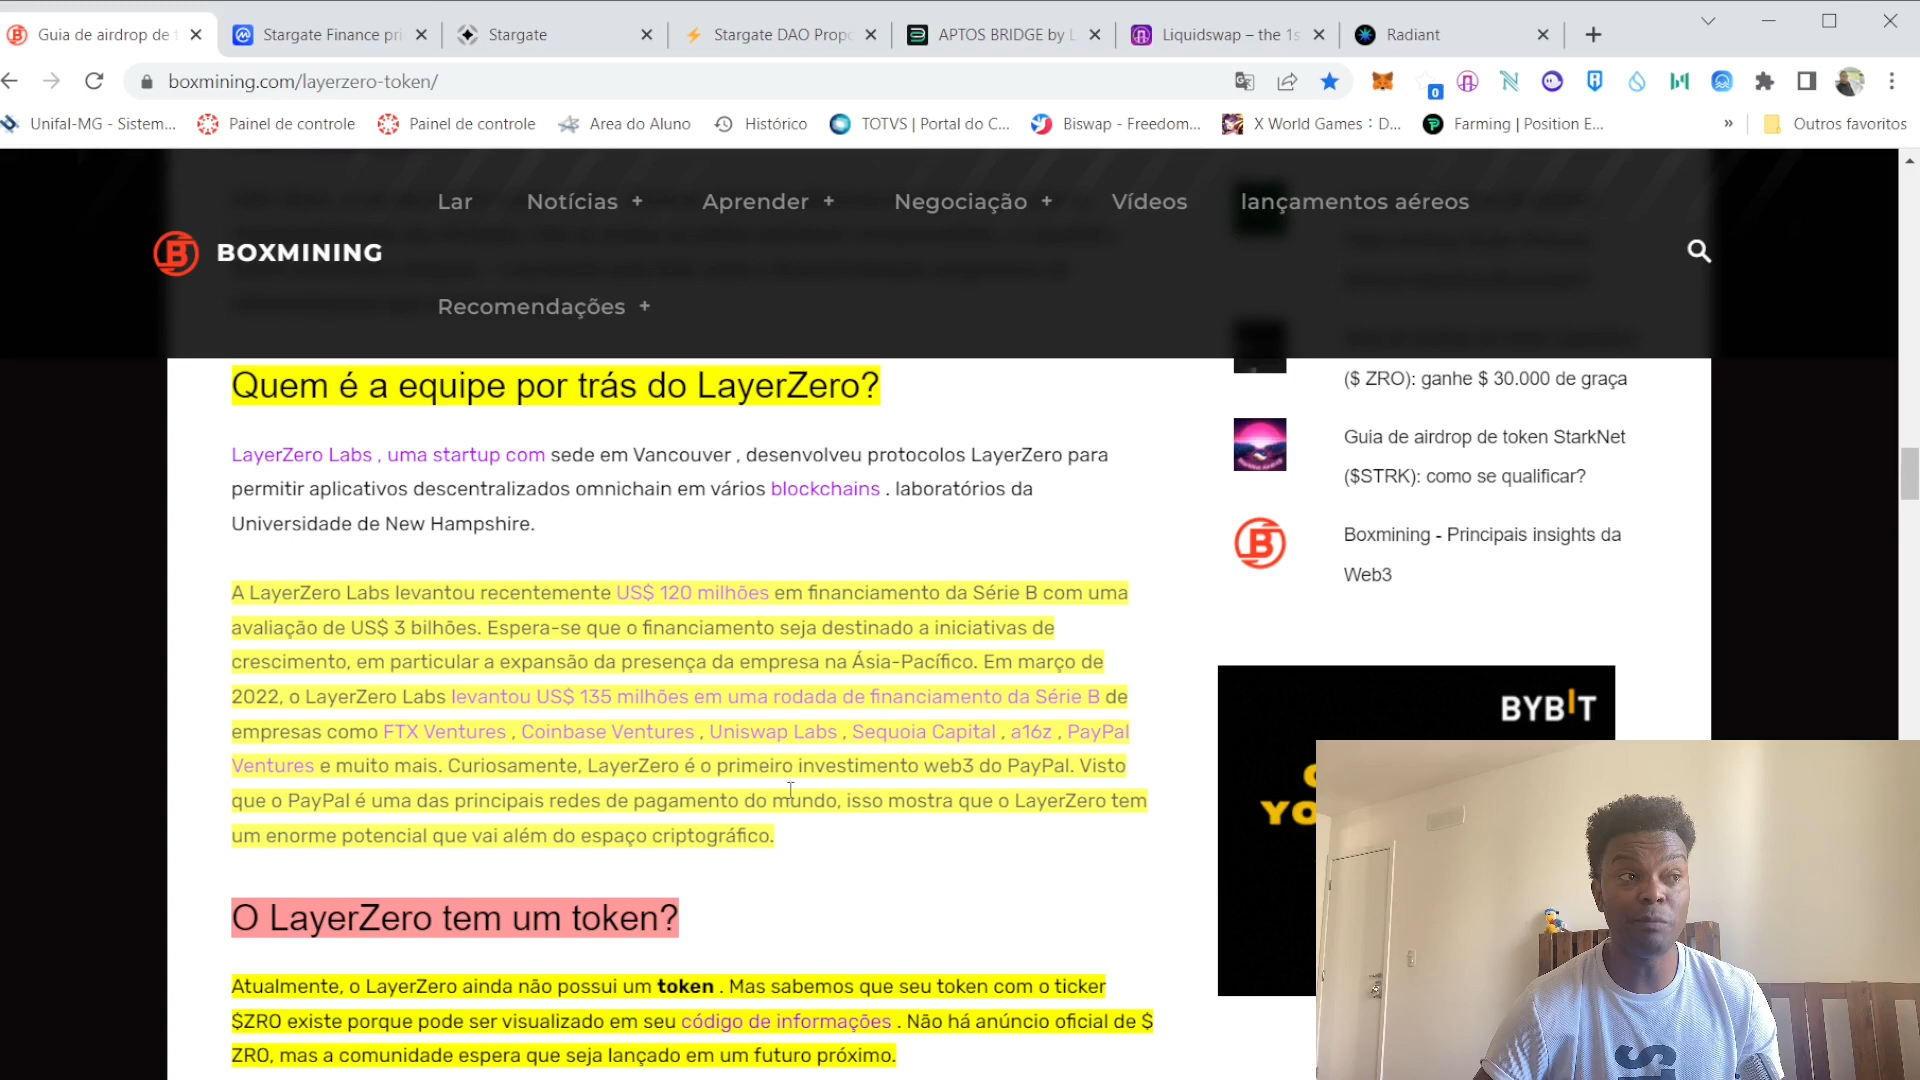 Guia de airdrop de
Stargate Finance pri
Stargate
Stargate DAO Propo
APTOS BRIDGE by L
Liquidswap – the 1s
Radiant
boxmining.com/layerzero-token/
0
Unifal-MG - Sistem...
Painel de controle
Painel de controle
Area do Aluno
Histórico
TOTVS | Portal do C...
Biswap - Freedom...
X World Games : D...
Farming | Position E...
»
Outros favoritos
Lar
Notícias +
Aprender +
Negociação +
Vídeos
lançamentos aéreos
BOXMINING
Recomendações +
Quem é a equipe por trás do LayerZero?
LayerZero Labs , uma startup com sede em Vancouver , desenvolveu protocolos LayerZero para
permitir aplicativos descentralizados omnichain em vários blockchains . laboratórios da
Universidade de New Hampshire.
A LayerZero Labs levantou recentemente US$ 120 milhões em financiamento da Série B com uma
avaliação de US$ 3 bilhões. Espera-se que o financiamento seja destinado a iniciativas de
crescimento, em particular a expansão da presença da empresa na Ásia-Pacífico. Em março de
2022, o LayerZero Labs levantou US$ 135 milhões em uma rodada de financiamento da Série B de
empresas como FTX Ventures , Coinbase Ventures , Uniswap Labs , Sequoia Capital , a16z , PayPal
Ventures e muito mais. Curiosamente, LayerZero é o primeiro investimento web3 do PayPal. Visto
que o PayPal é uma das principais redes de pagamento do mundo, isso mostra que o LayerZero tem
um enorme potencial que vai além do espaço criptográfico.
O LayerZero tem um token?
Atualmente, o LayerZero ainda não possui um token . Mas sabemos que seu token com o ticker
$ZRO existe porque pode ser visualizado em seu código de informações . Não há anúncio oficial de $
ZRO, mas a comunidade espera que seja lançado em um futuro próximo.
($ ZRO): ganhe $ 30.000 de graça
Guia de airdrop de token StarkNet
($STRK): como se qualificar?
Boxmining - Principais insights da
Web3
BYBIT
YO